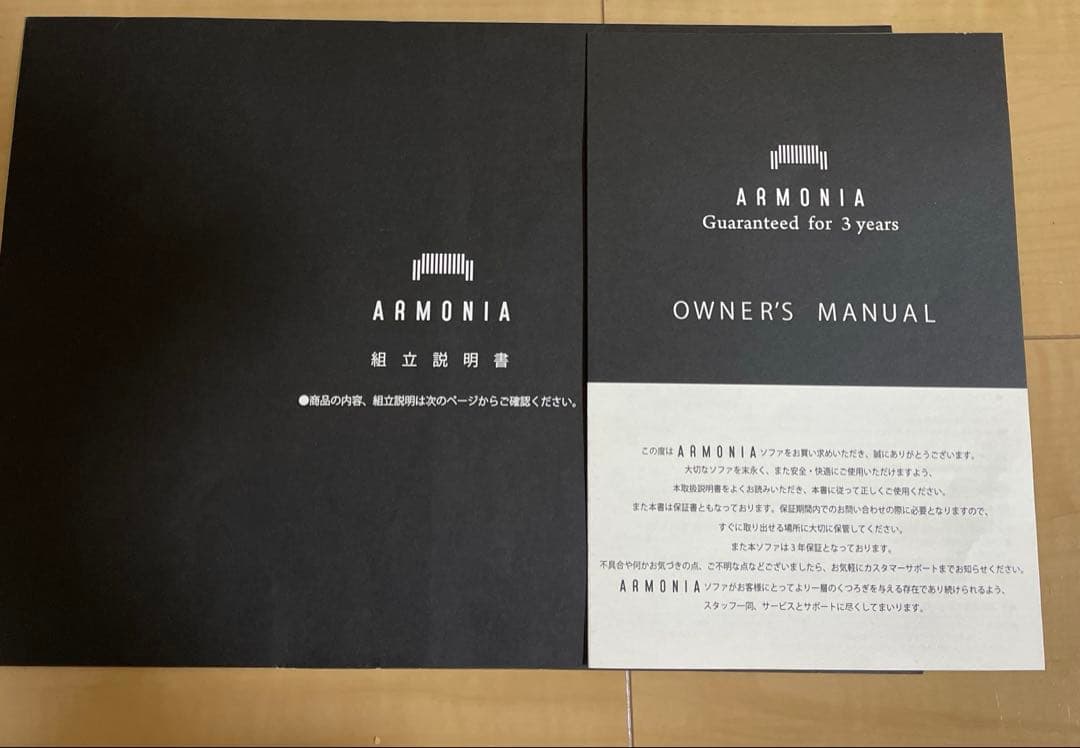 ARMONIA
組立説明書
●商品の内容、組立説明は次のページからご確認ください。
ARMONIA
Guaranteed for 3 years
OWNER'S MANUAL
この度は ARMONIA ソファをお買い求めいただき、誠にありがとうございます。
大切なソファを末永く、また安全・快適にご使用いただけますよう、
本取扱説明書をよくお読みいただき、本書に従って正しくご使用ください。
また本書は保証書ともなっております。保証期間内でのお問い合わせの際に必要となりますので、
すぐに取り出せる場所に大切に保管してください。
また本ソファは3年保証となっております。
不具合や何かお気づきの点、ご不明な点などございましたら、お気軽にカスタマーサポートまでお知らせください。
ARMONIA ソファがお客様にとってより一層のくつろぎを与える存在であり続けられるよう、
スタッフ一同、サービスとサポートに尽くしてまいります。